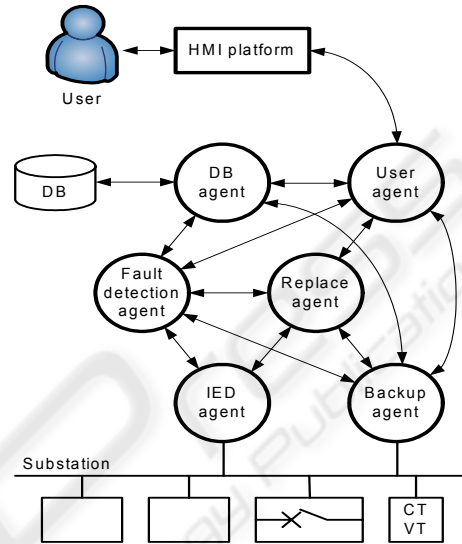 HMI platform
User
DB
DB
agent
User
agent
Fault
detection
agent
Replace
agent
IED
agent
Backup
agent
Substation
CT
VT